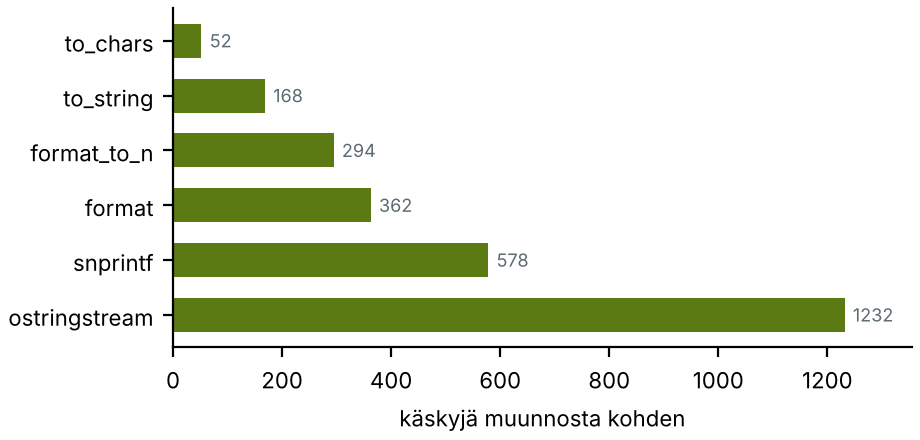 to_chars 52
to_string 168
format_to_n 294
format 362
snprintf 578
ostringstream 1232
0 200 400 600 800 1000 1200
käskyjä muunnosta kohden